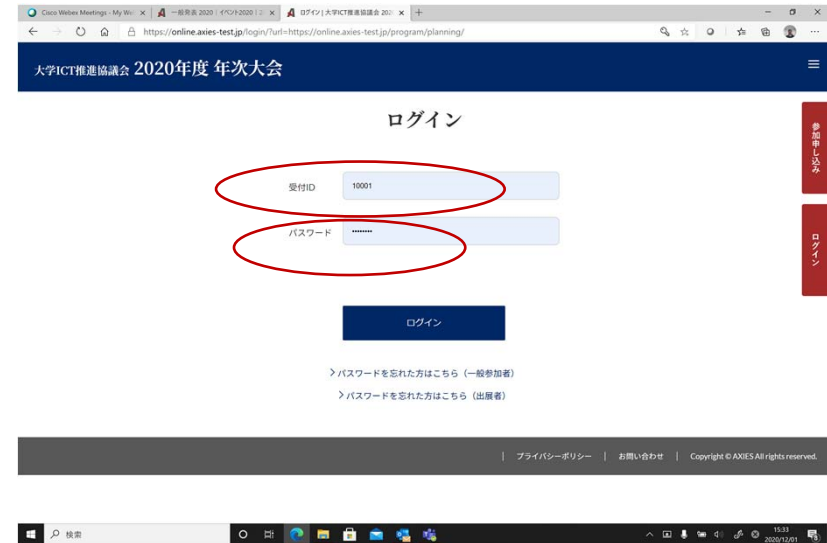 Cisco Webex Meetings - My We
一般発表 2020 | イベント2020 | 2
ログイン | 大学ICT推進協議会 202
https://online.axies-test.jp/login/?url=https://online.axies-test.jp/program/planning/
大学ICT推進協議会 2020年度 年次大会
ログイン
参加申し込み
受付ID
10001
パスワード
••••••••
ログイン
ログイン
パスワードを忘れた方はこちら（一般参加者）
パスワードを忘れた方はこちら（出展者）
| プライバシーポリシー | お問い合わせ | Copyright © AXIES All rights reserved.
検索
15:33
2020/12/01